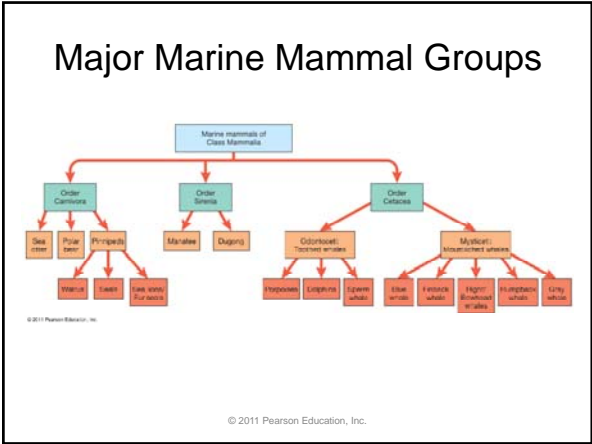 Major Marine Mammal Groups
Marine mammals of
Class Mammalia
Order
Carnivora
Order
Sirenia
Order
Cetacea
Sea
otter
Polar
bear
Pinnipeds
Manatee
Dugong
Odontoceti
Toothed whales
Mysticeti
Moustached whales
Walrus
Seals
Sea lions/
Fur seals
Porpoises
Dolphins
Sperm
whale
Blue
whale
Finback
whale
Right/
Bowhead
whales
Humpback
whale
Gray
whale
© 2011 Pearson Education, Inc.
© 2011 Pearson Education, Inc.